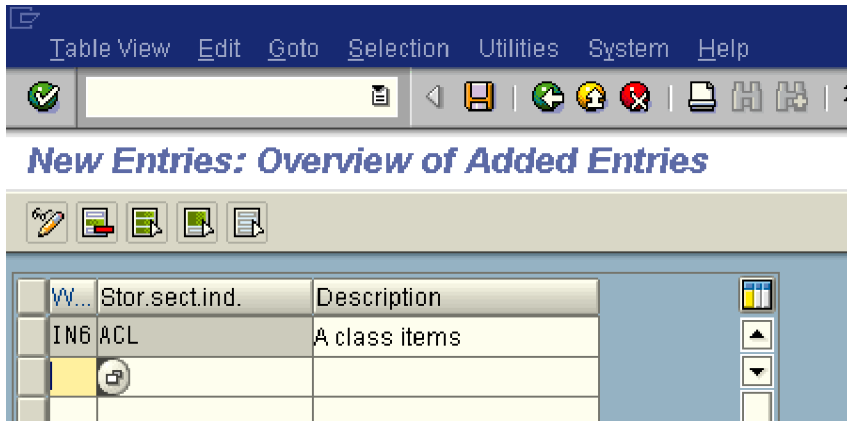 Table View Edit Goto Selection Utilities System Help
New Entries: Overview of Added Entries
W... Stor.sect.ind. Description
IN6 ACL A class items